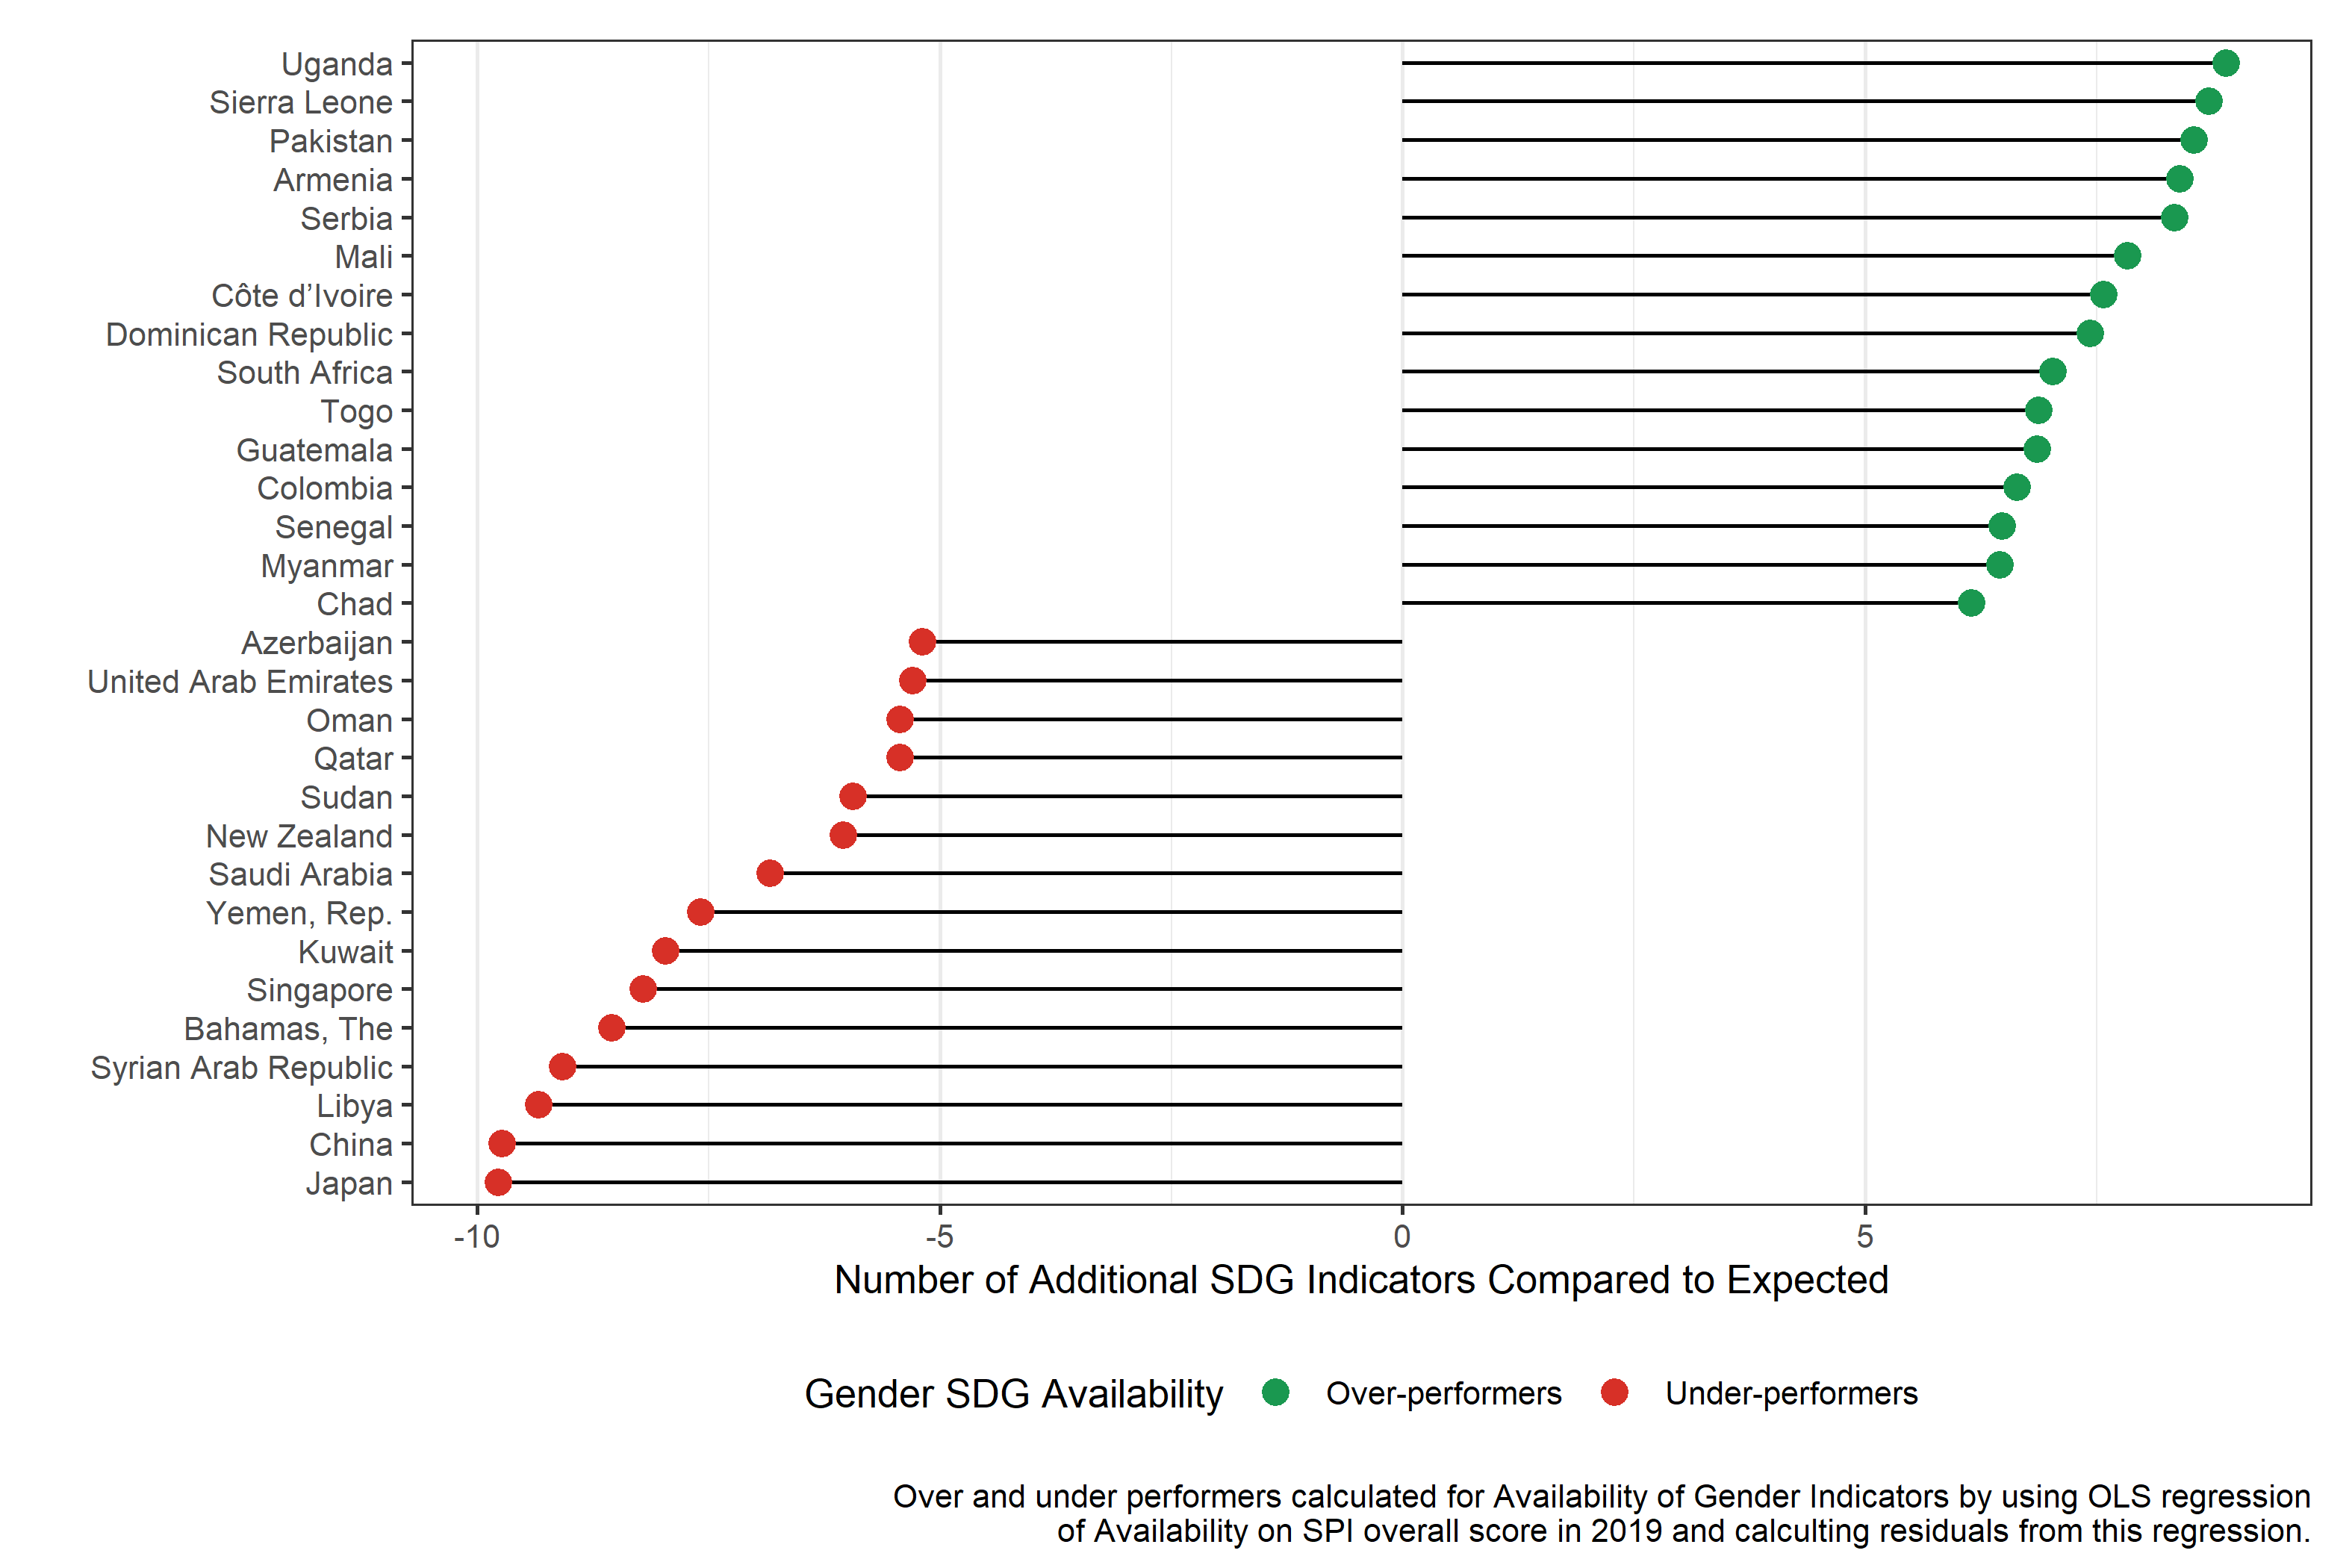 Uganda
Sierra Leone
Pakistan
Armenia
Serbia
Mali
Côte d’Ivoire
Dominican Republic
South Africa
Togo
Guatemala
Colombia
Senegal
Myanmar
Chad
Azerbaijan
United Arab Emirates
Oman
Qatar
Sudan
New Zealand
Saudi Arabia
Yemen, Rep.
Kuwait
Singapore
Bahamas, The
Syrian Arab Republic
Libya
China
Japan
-10 -5 0 5
Number of Additional SDG Indicators Compared to Expected
Gender SDG Availability Over-performers Under-performers
Over and under performers calculated for Availability of Gender Indicators by using OLS regression
of Availability on SPI overall score in 2019 and calculting residuals from this regression.